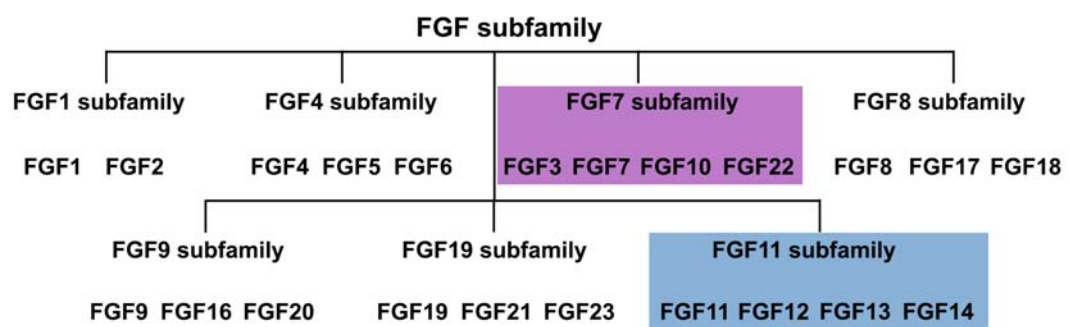 FGF subfamily
FGF1 subfamily FGF4 subfamily FGF7 subfamily FGF8 subfamily
FGF1 FGF2 FGF4 FGF5 FGF6 FGF3 FGF7 FGF10 FGF22 FGF8 FGF17 FGF18
FGF9 subfamily FGF19 subfamily FGF11 subfamily
FGF9 FGF16 FGF20 FGF19 FGF21 FGF23 FGF11 FGF12 FGF13 FGF14